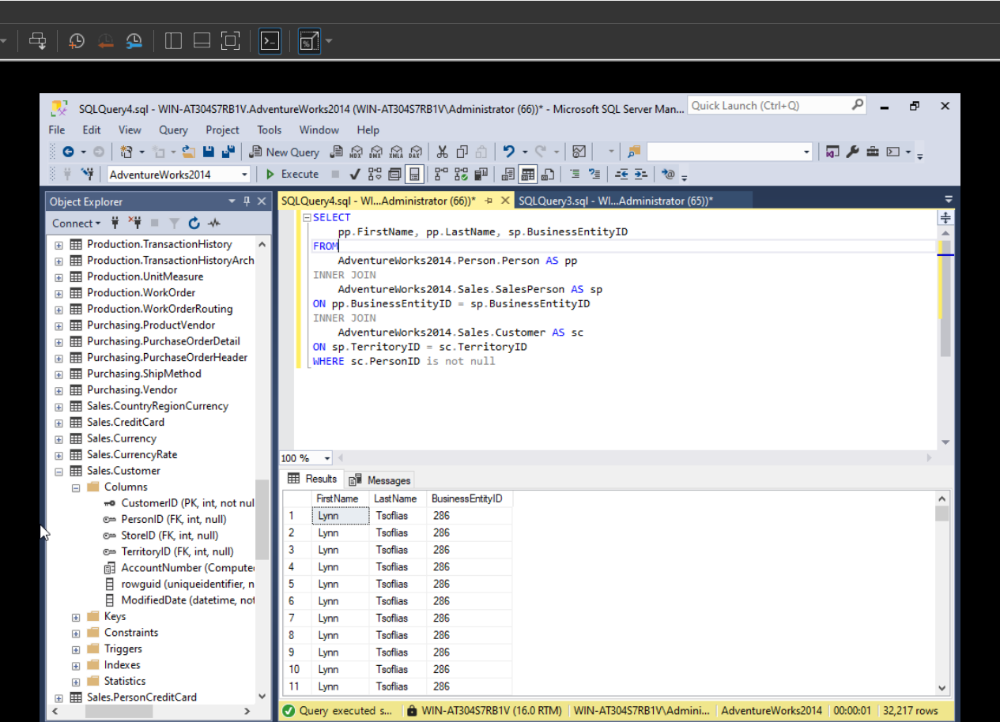 SQLQuery4.sql - WIN-AT304S7RB1V.AdventureWorks2014 (WIN-AT304S7RB1V\Administrator (66))* - Microsoft SQL Server Man...
Quick Launch (Ctrl+Q)
File Edit View Query Project Tools Window Help
New Query
AdventureWorks2014
Execute
Object Explorer
Connect
Production.TransactionHistory
Production.TransactionHistoryArch
Production.UnitMeasure
Production.WorkOrder
Production.WorkOrderRouting
Purchasing.ProductVendor
Purchasing.PurchaseOrderDetail
Purchasing.PurchaseOrderHeader
Purchasing.ShipMethod
Purchasing.Vendor
Sales.CountryRegionCurrency
Sales.CreditCard
Sales.Currency
Sales.CurrencyRate
Sales.Customer
Columns
CustomerID (PK, int, not nul
PersonID (FK, int, null)
StoreID (FK, int, null)
TerritoryID (FK, int, null)
AccountNumber (Compute
rowguid (uniqueidentifier, n
ModifiedDate (datetime, not
Keys
Constraints
Triggers
Indexes
Statistics
Sales.PersonCreditCard
SQLQuery4.sql - WI...Administrator (66))*
SQLQuery3.sql - WI...Administrator (65))*
SELECT
pp.FirstName, pp.LastName, sp.BusinessEntityID
FROM
AdventureWorks2014.Person.Person AS pp
INNER JOIN
AdventureWorks2014.Sales.SalesPerson AS sp
ON pp.BusinessEntityID = sp.BusinessEntityID
INNER JOIN
AdventureWorks2014.Sales.Customer AS sc
ON sp.TerritoryID = sc.TerritoryID
WHERE sc.PersonID is not null
100 %
Results Messages
FirstName LastName BusinessEntityID
1 Lynn Tsoflias 286
2 Lynn Tsoflias 286
3 Lynn Tsoflias 286
4 Lynn Tsoflias 286
5 Lynn Tsoflias 286
6 Lynn Tsoflias 286
7 Lynn Tsoflias 286
8 Lynn Tsoflias 286
9 Lynn Tsoflias 286
10 Lynn Tsoflias 286
11 Lynn Tsoflias 286
Query executed s... WIN-AT304S7RB1V (16.0 RTM) WIN-AT304S7RB1V\Admini... AdventureWorks2014 00:00:01 32,217 rows